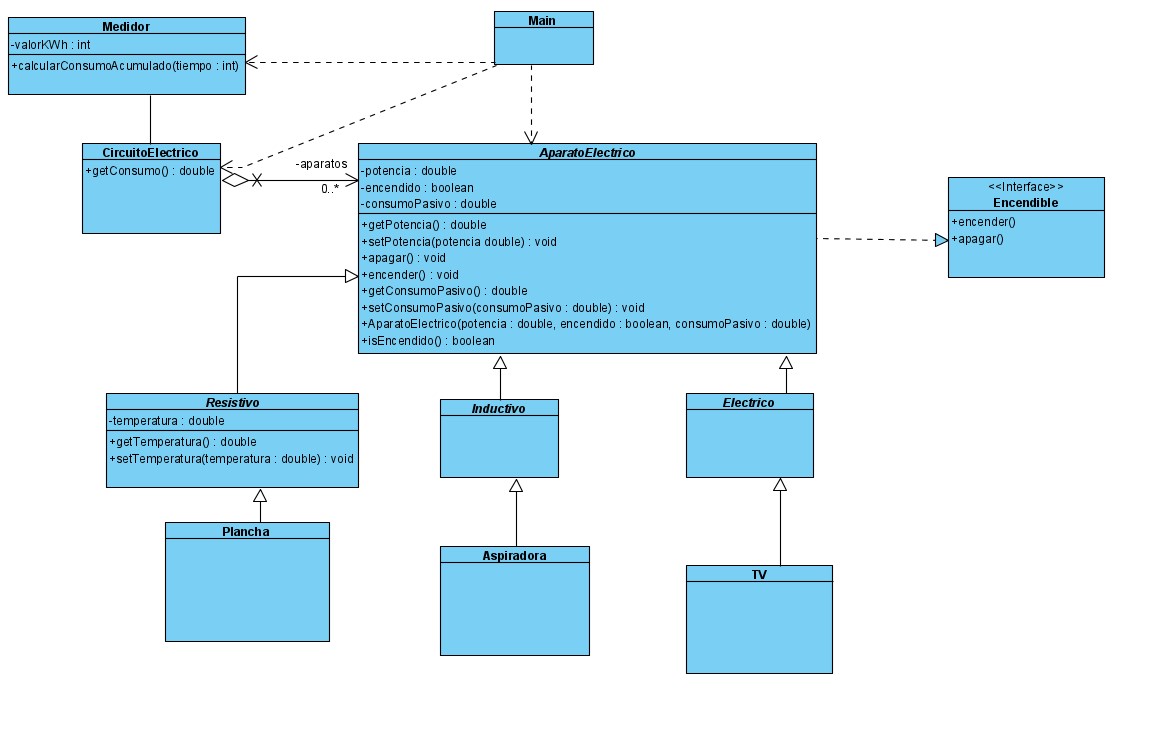 Medidor
-valorKWh : int
+calcularConsumoAcumulado(tiempo : int)
Main
CircuitoElectrico
+getConsumo() : double
-aparatos
0..*
AparatoElectrico
-potencia : double
-encendido : boolean
-consumoPasivo : double
+getPotencia() : double
+setPotencia(potencia double) : void
+apagar() : void
+encender() : void
+getConsumoPasivo() : double
+setConsumoPasivo(consumoPasivo : double) : void
+AparatoElectrico(potencia : double, encendido : boolean, consumoPasivo : double)
+isEncendido() : boolean
<<Interface>>
Encendible
+encender()
+apagar()
Resistivo
-temperatura : double
+getTemperatura() : double
+setTemperatura(temperatura : double) : void
Inductivo
Electrico
Plancha
Aspiradora
TV